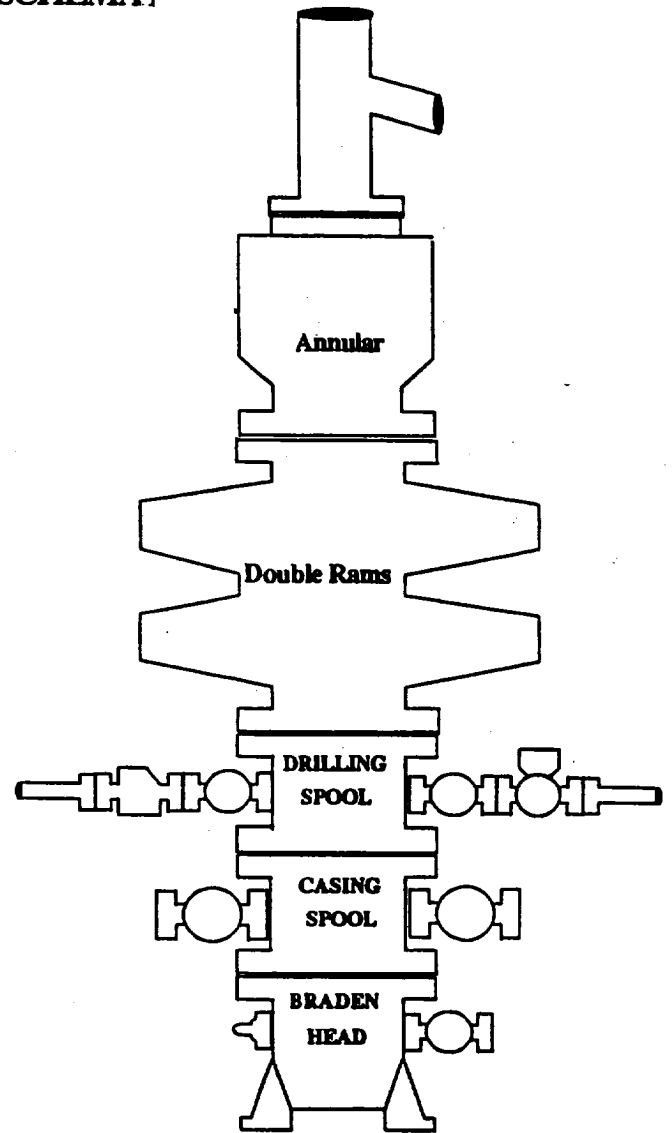 Annular
Double Rams
DRILLING
SPOOL
CASING
SPOOL
BRADEN
HEAD